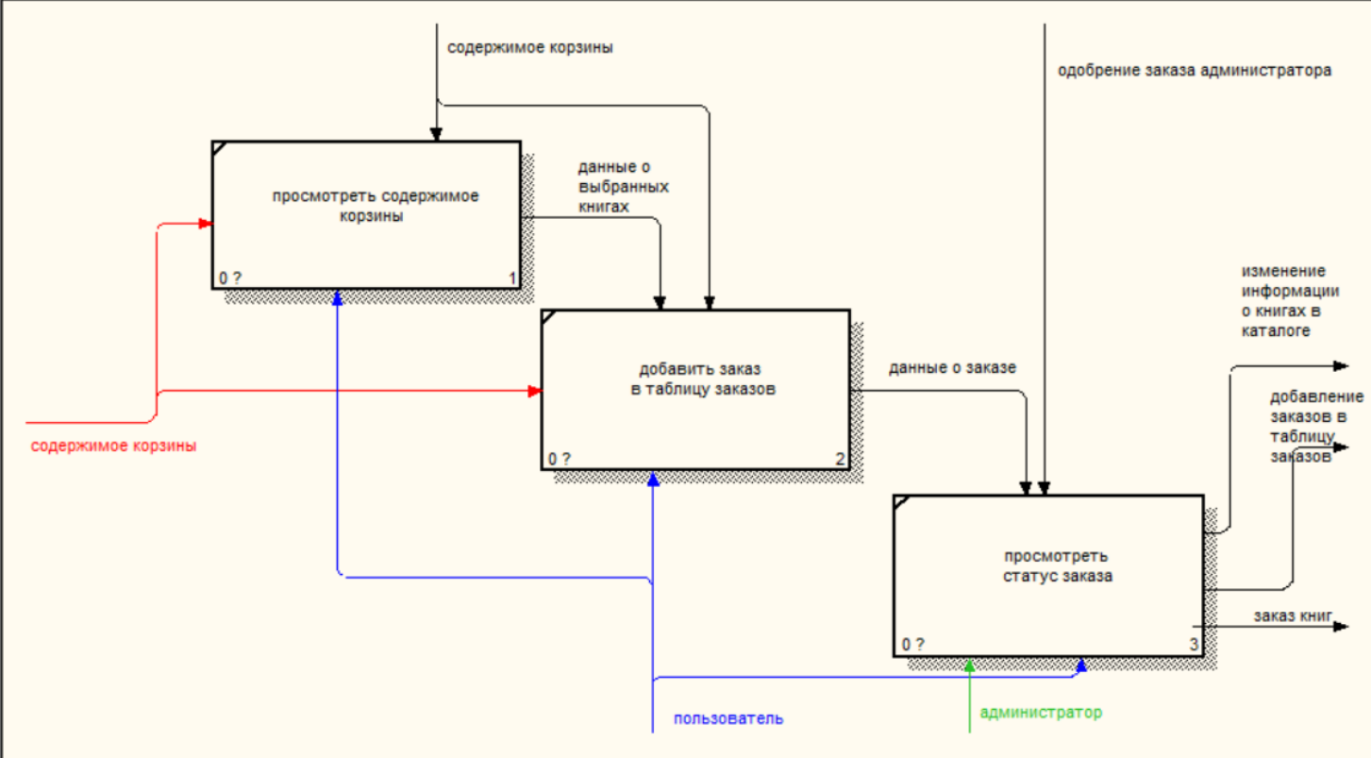 содержимое корзины
одобрение заказа администратора
данные о
выбранных
книгах
просмотреть содержимое
корзины
0 ?
1
изменение
информации
о книгах в
каталоге
добавить заказ
в таблицу заказов
0 ?
2
данные о заказе
добавление
заказов в
таблицу
заказов
содержимое корзины
просмотреть
статус заказа
0 ?
3
заказ книг
пользователь
администратор